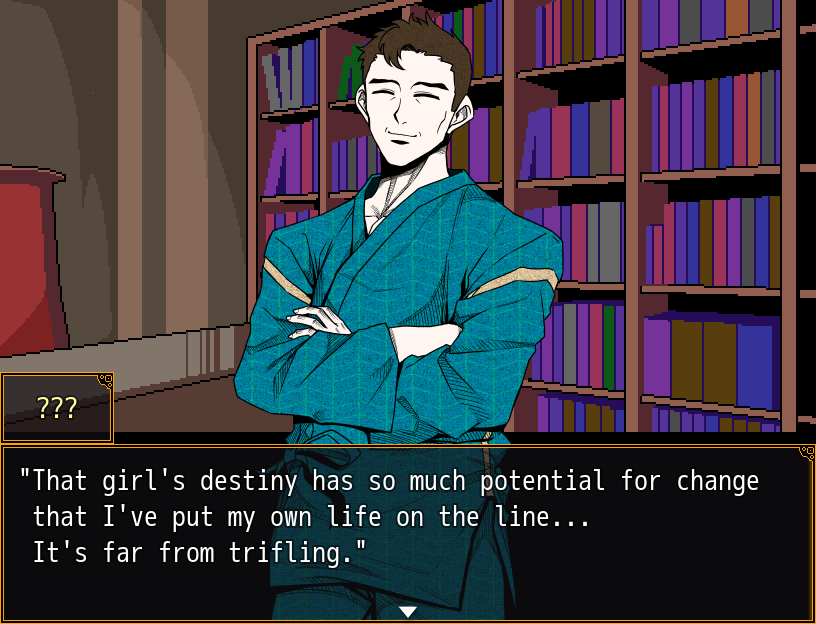 ???
"That girl's destiny has so much potential for change
that I've put my own life on the line...
It's far from trifling."